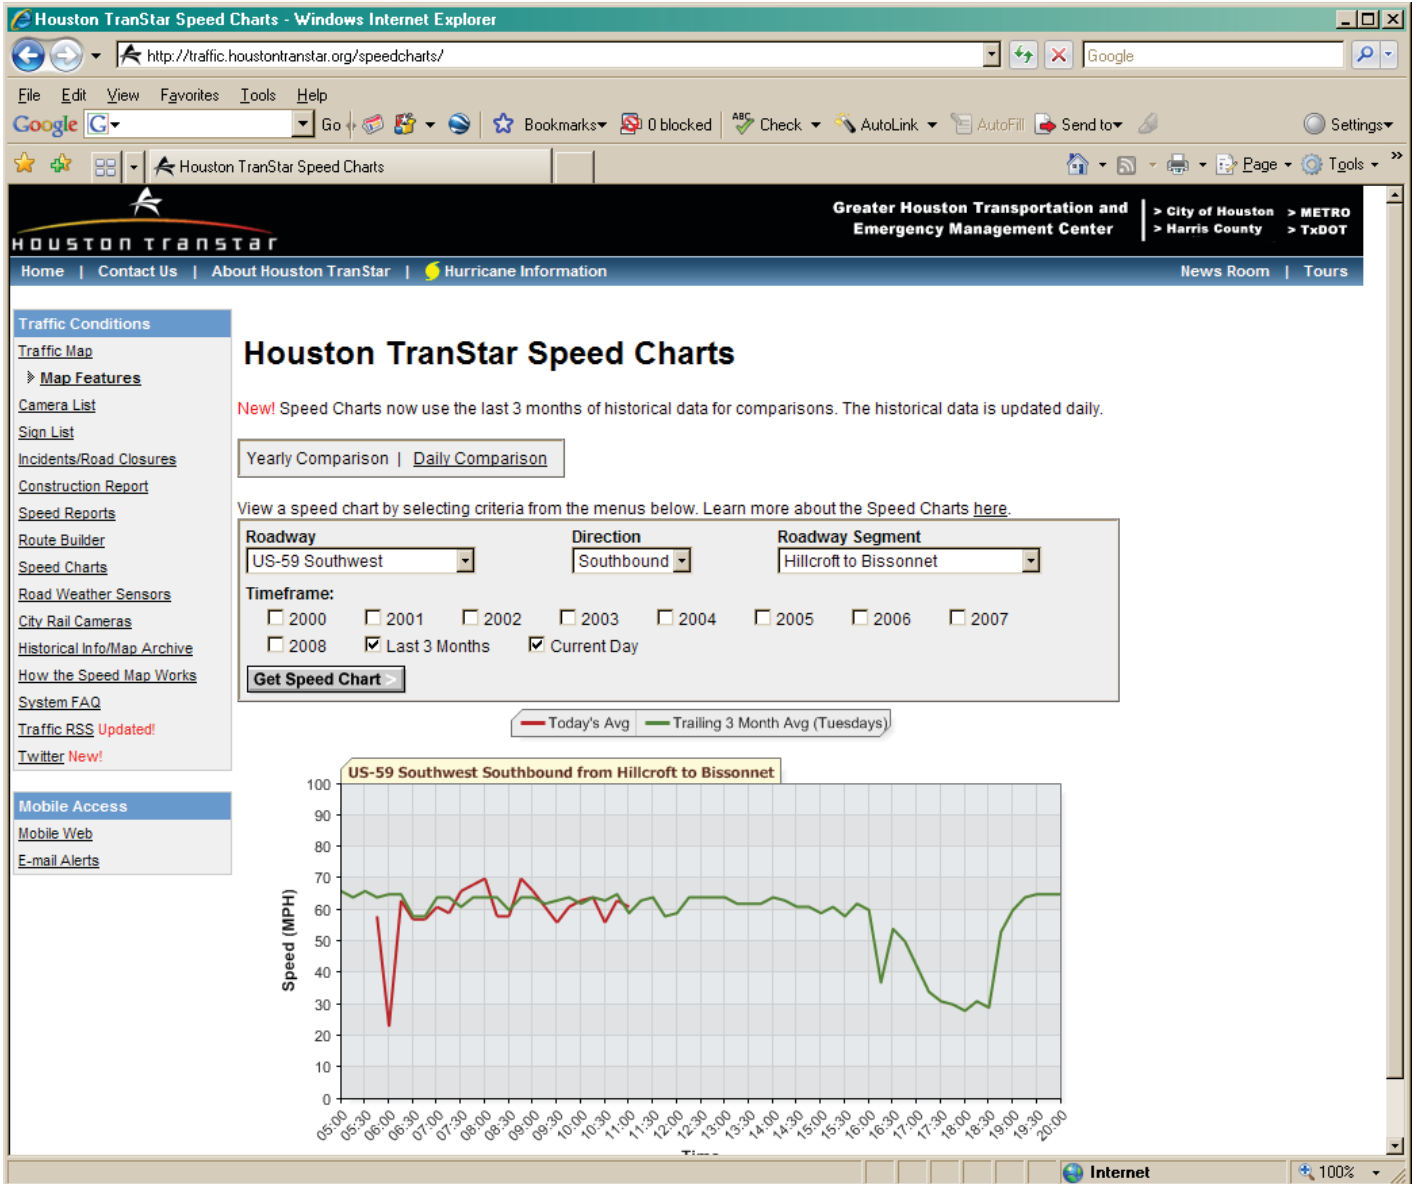 Houston TranStar Speed Charts - Windows Internet Explorer
http://traffic.houstontranstar.org/speedcharts/
Google
File Edit View Favorites Tools Help
Google G Go Bookmarks 0 blocked ABC Check AutoLink AutoFill Send to Settings
Houston TranStar Speed Charts Page Tools »
HOUSTON TRANSTAR
Greater Houston Transportation and
Emergency Management Center
> City of Houston > METRO
> Harris County > TxDOT
Home | Contact Us | About Houston TranStar | Hurricane Information News Room | Tours
Traffic Conditions
Traffic Map
Map Features
Camera List
Sign List
Incidents/Road Closures
Construction Report
Speed Reports
Route Builder
Speed Charts
Road Weather Sensors
City Rail Cameras
Historical Info/Map Archive
How the Speed Map Works
System FAQ
Traffic RSS Updated!
Twitter New!
Mobile Access
Mobile Web
E-mail Alerts
Houston TranStar Speed Charts
New! Speed Charts now use the last 3 months of historical data for comparisons. The historical data is updated daily.
Yearly Comparison | Daily Comparison
View a speed chart by selecting criteria from the menus below. Learn more about the Speed Charts here.
Roadway Direction Roadway Segment
US-59 Southwest Southbound Hillcroft to Bissonnet
Timeframe:
2000 2001 2002 2003 2004 2005 2006 2007
2008 Last 3 Months Current Day
Get Speed Chart >
Today's Avg Trailing 3 Month Avg (Tuesdays)
US-59 Southwest Southbound from Hillcroft to Bissonnet
100
90
80
70
60
50
40
30
20
10
0
Speed (MPH)
05:00 05:30 06:00 06:30 07:00 07:30 08:00 08:30 09:00 09:30 10:00 10:30 11:00 11:30 12:00 12:30 13:00 13:30 14:00 14:30 15:00 15:30 16:00 16:30 17:00 17:30 18:00 18:30 19:00 19:30 20:00
Time
Internet 100%